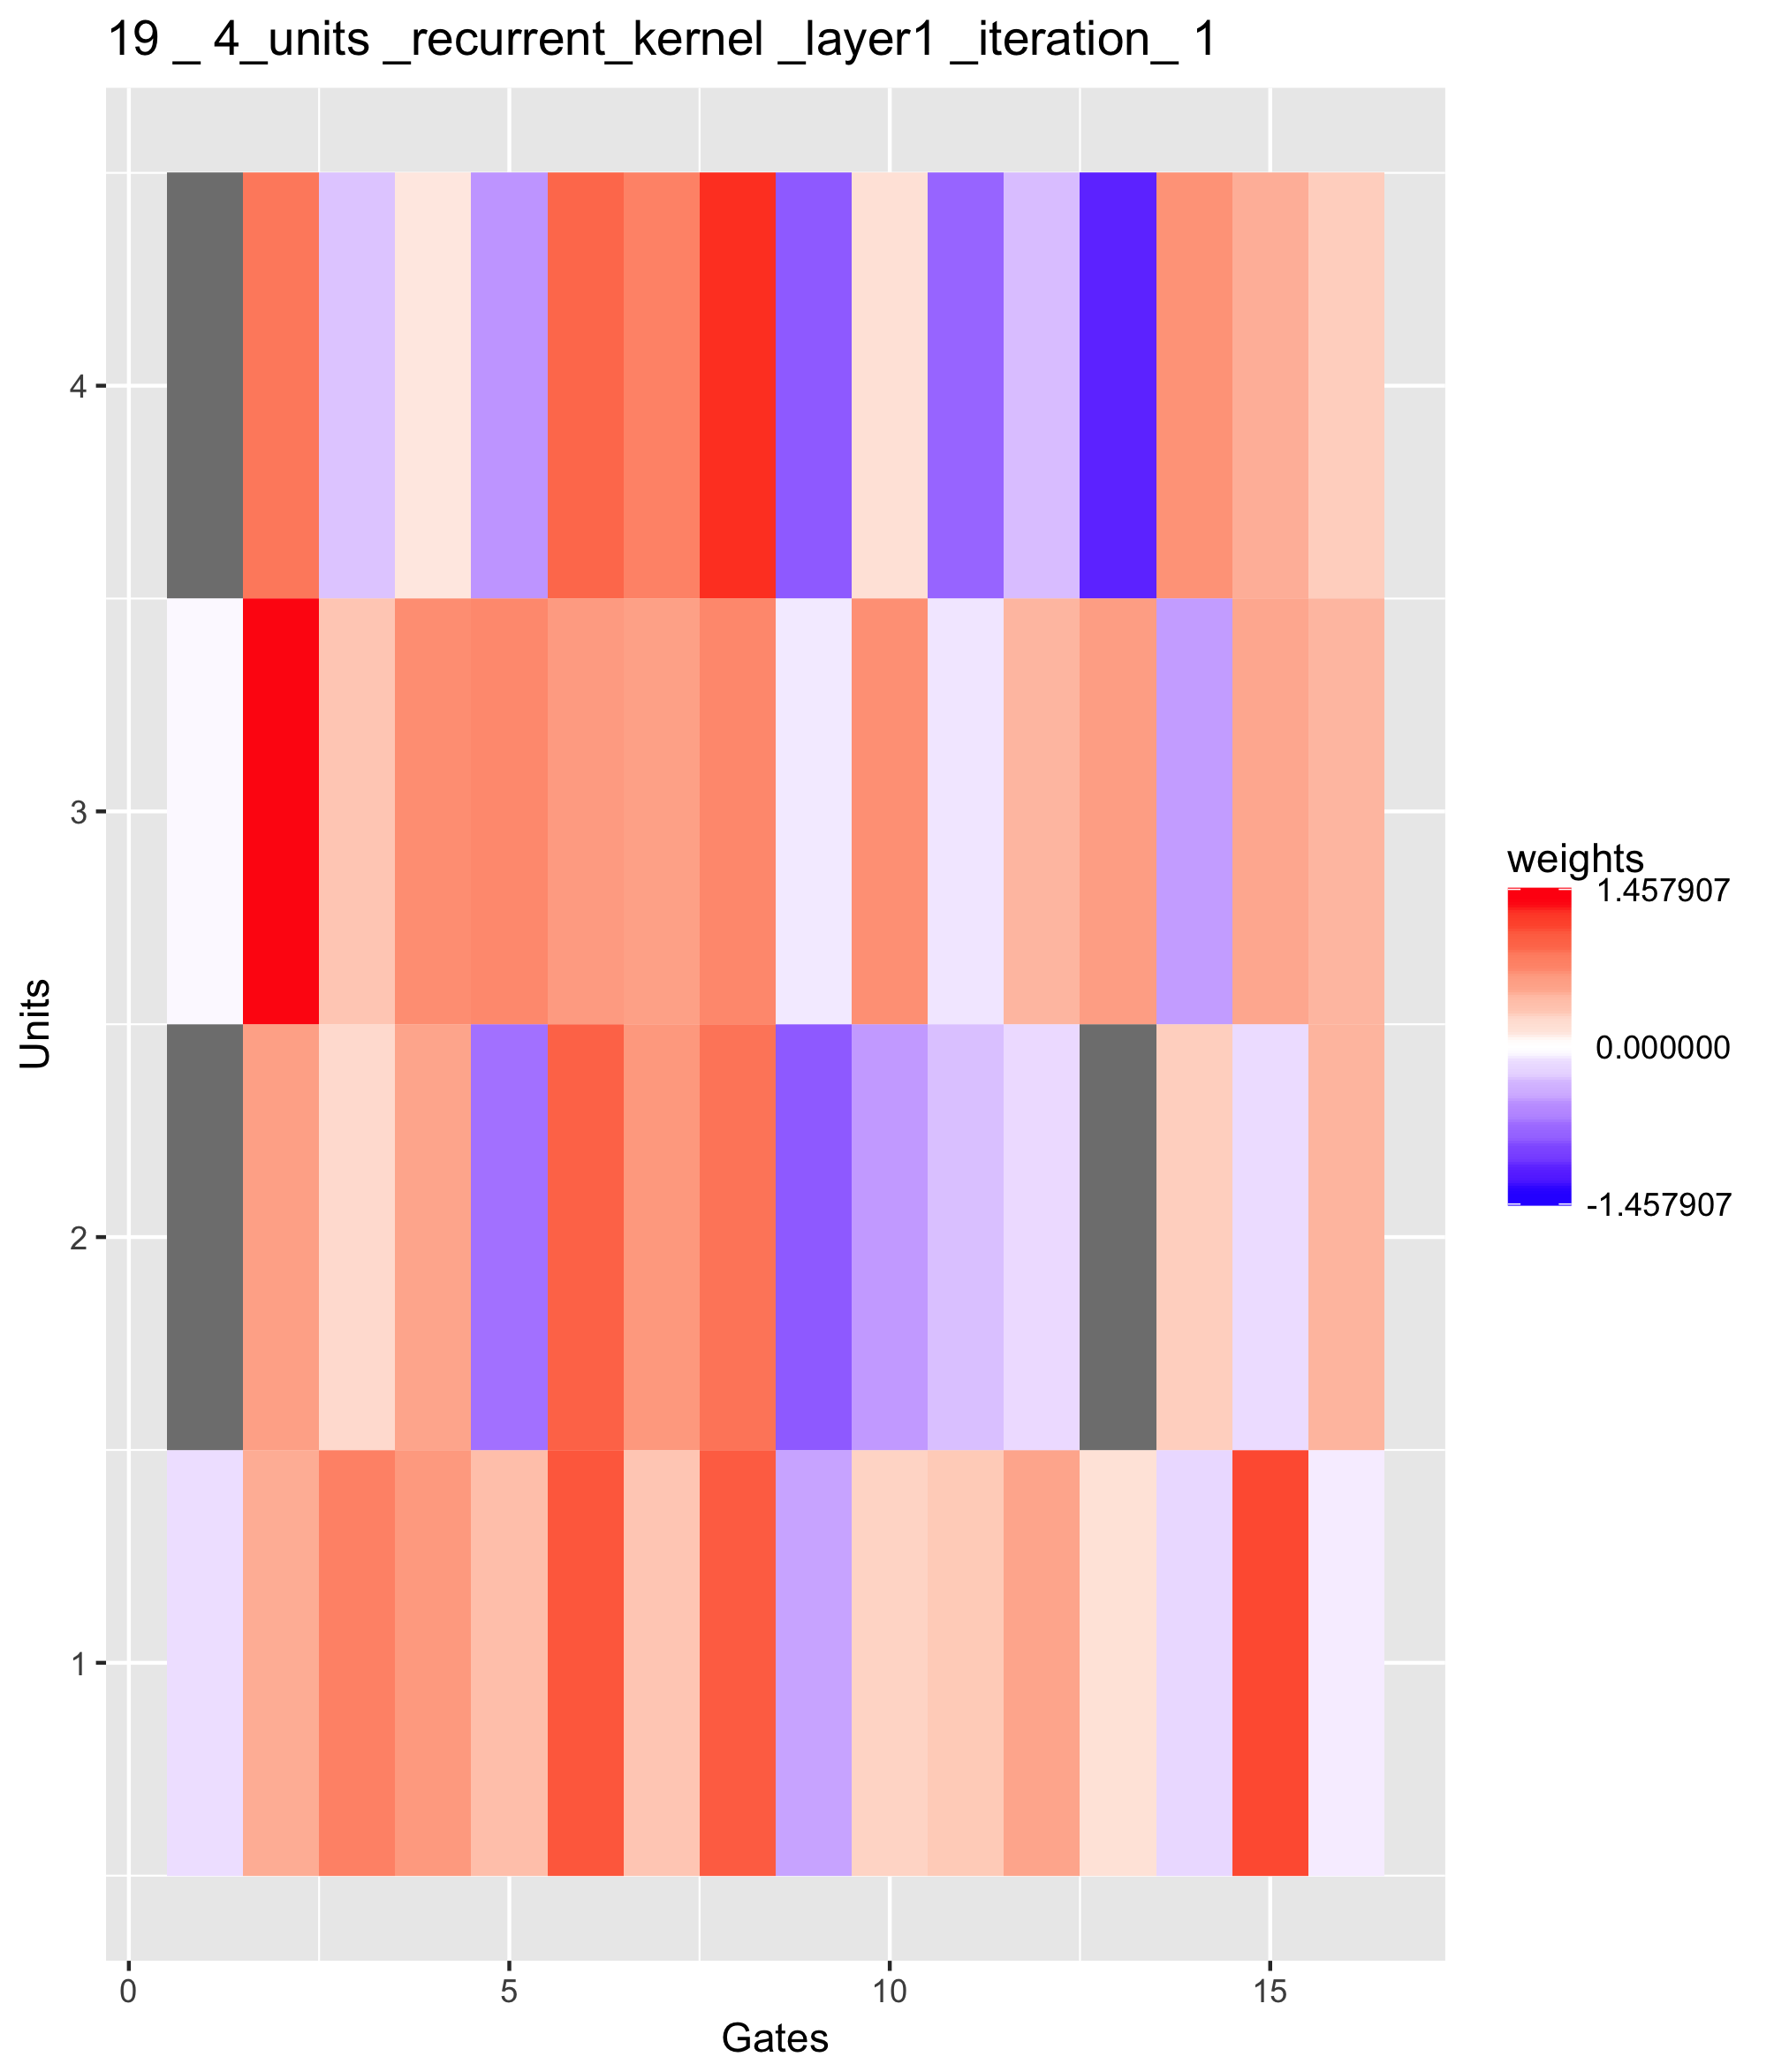 19 _ 4_units _recurrent_kernel _layer1 _iteration_ 1
4
3
2
1
Units
0 5 10 15
Gates
weights
1.457907
0.000000
-1.457907